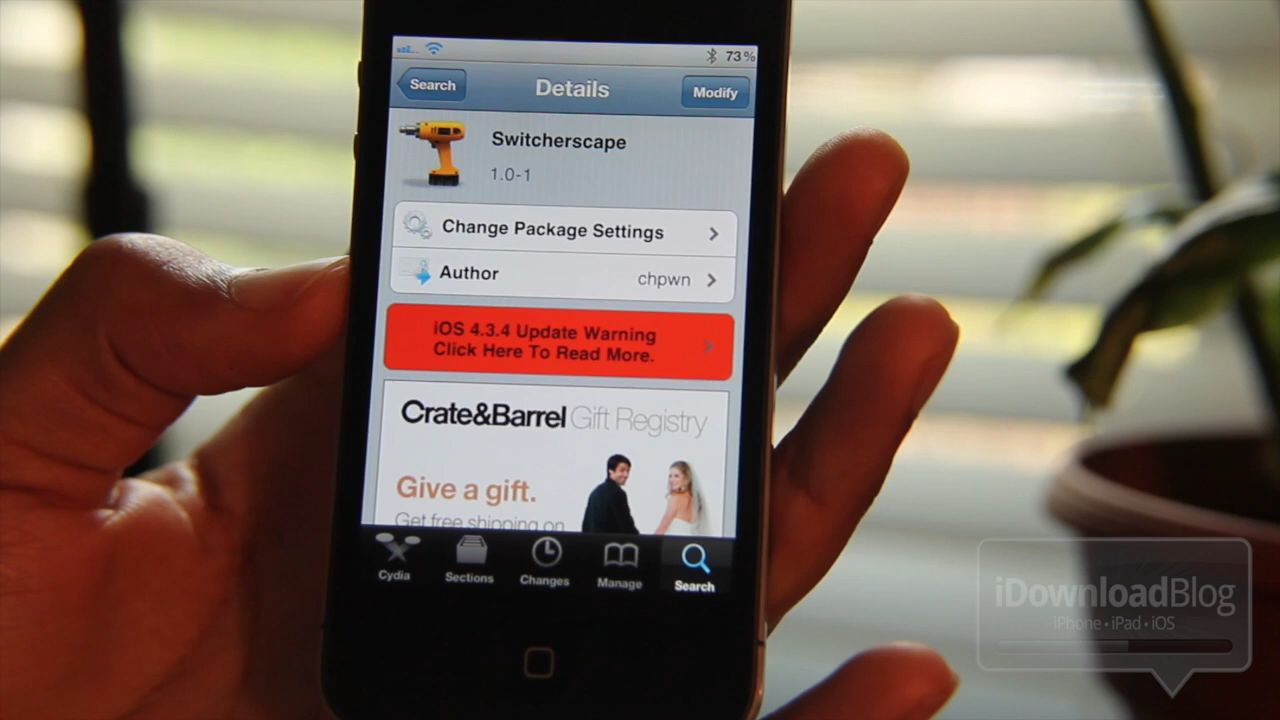 73%
Search
Details
Modify
Switcherscape
1.0-1
Change Package Settings
Author
chpwn
iOS 4.3.4 Update Warning
Click Here To Read More.
Crate&Barrel Gift Registry
Give a gift.
Get free shipping on
Cydia
Sections
Changes
Manage
Search
iDownloadBlog
iPhone • iPad • iOS